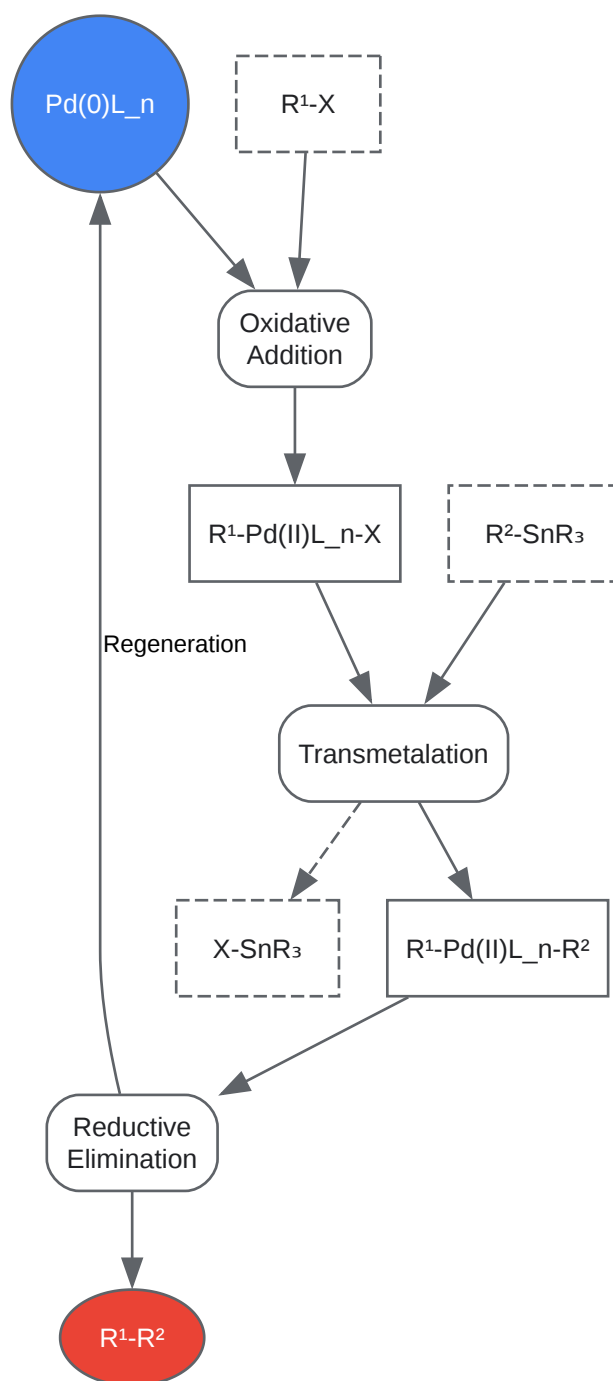 Pd(0)L_n
R¹-X
Oxidative
Addition
R¹-Pd(II)L_n-X
R²-SnR₃
Regeneration
Transmetalation
X-SnR₃
R¹-Pd(II)L_n-R²
Reductive
Elimination
R¹-R²